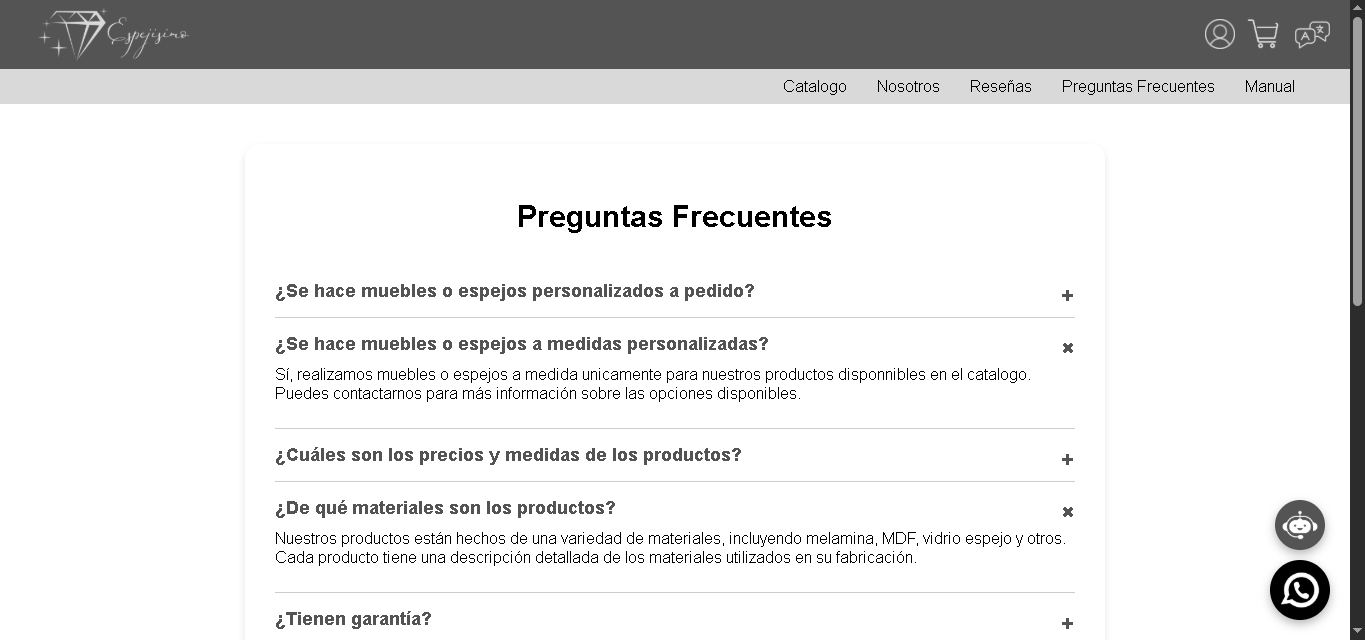 Espejísimo
Catalogo Nosotros Reseñas Preguntas Frecuentes Manual
Preguntas Frecuentes
¿Se hace muebles o espejos personalizados a pedido?
¿Se hace muebles o espejos a medidas personalizadas?
Sí, realizamos muebles o espejos a medida unicamente para nuestros productos disponnibles en el catalogo.
Puedes contactarnos para más información sobre las opciones disponibles.
¿Cuáles son los precios y medidas de los productos?
¿De qué materiales son los productos?
Nuestros productos están hechos de una variedad de materiales, incluyendo melamina, MDF, vidrio espejo y otros.
Cada producto tiene una descripción detallada de los materiales utilizados en su fabricación.
¿Tienen garantía?